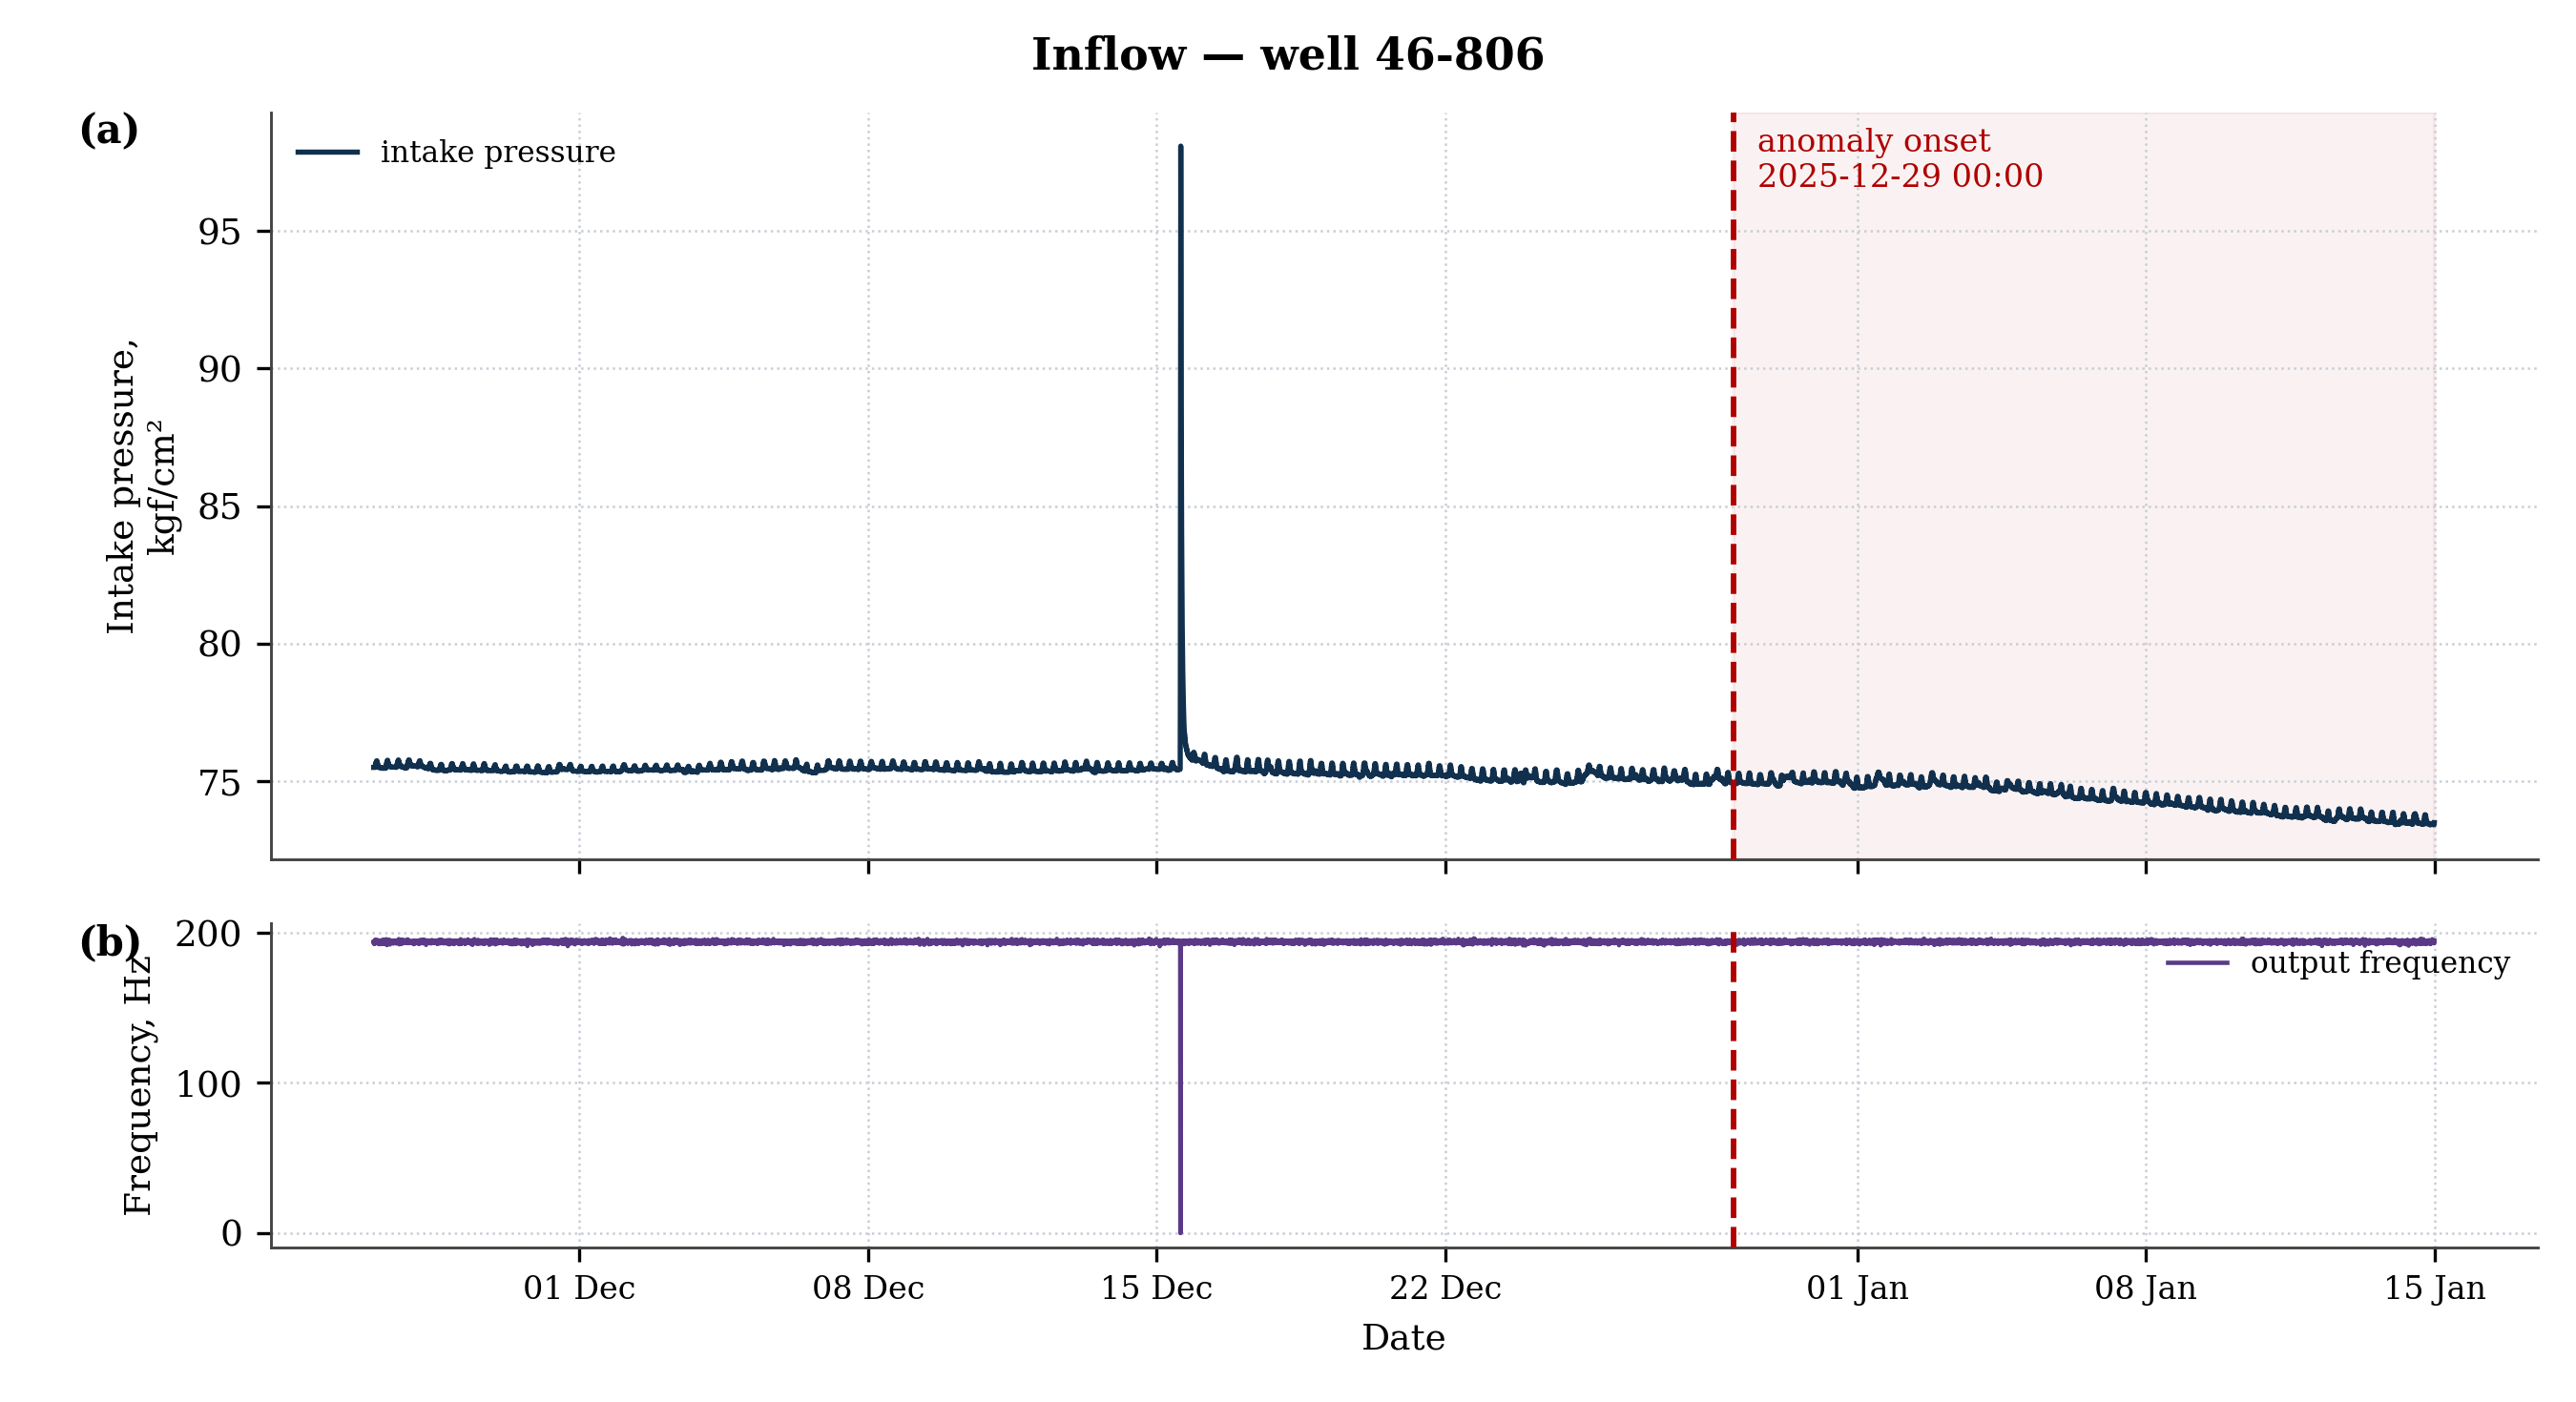 Inflow — well 46-806
(a)
intake pressure
anomaly onset
2025-12-29 00:00
95
90
85
80
75
Intake pressure,
kgf/cm²
(b)
200
100
0
Frequency, Hz
output frequency
01 Dec
08 Dec
15 Dec
22 Dec
01 Jan
08 Jan
15 Jan
Date